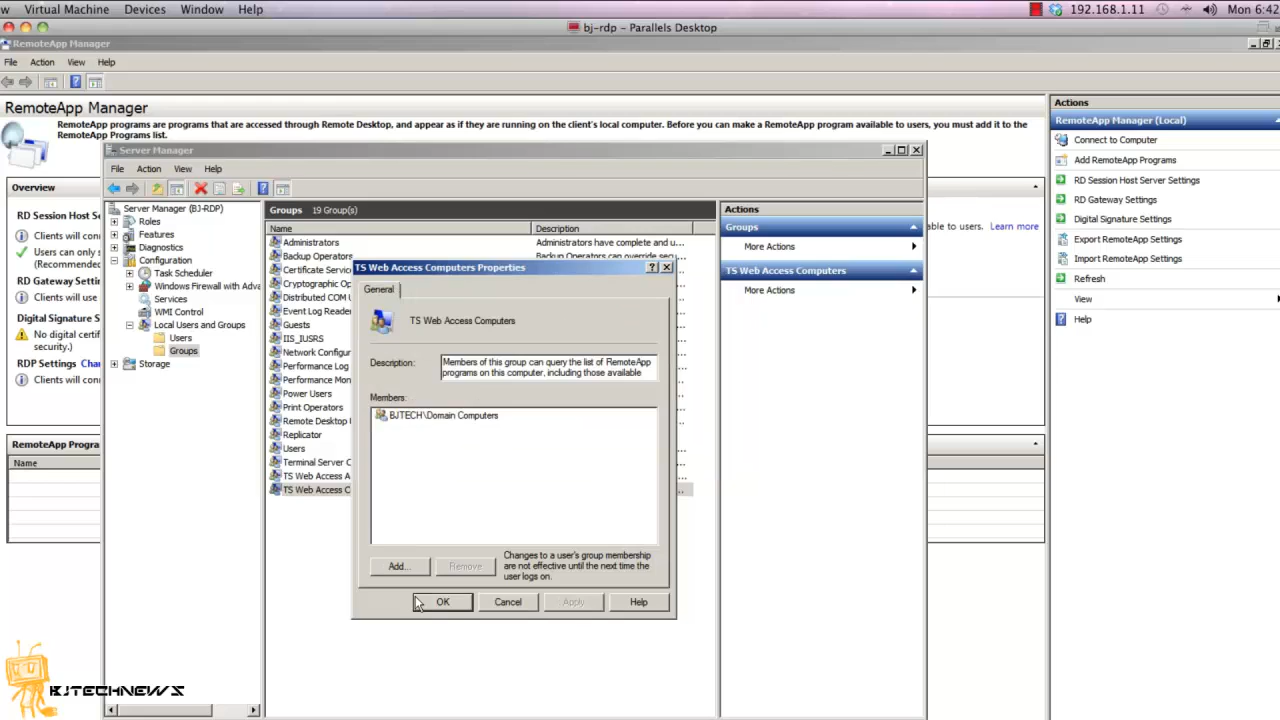 w Virtual Machine Devices Window Help 192.168.1.11 Mon 6:42
bj-rdp – Parallels Desktop
RemoteApp Manager
File Action View Help
RemoteApp Manager
RemoteApp programs are programs that are accessed through Remote Desktop, and appear as if they are running on the client's local computer. Before you can make a RemoteApp program available to users, you must add it to the
RemoteApp Programs list.
Overview
RD Session Host S
Clients will con
Users can only
(Recommended
RD Gateway Settin
Clients will use
Digital Signature S
No digital certif
security.)
RDP Settings Char
Clients will conn
RemoteApp Progra
Name
able to users. Learn more
Server Manager
File Action View Help
Server Manager (BJ-RDP)
Roles
Features
Diagnostics
Configuration
Task Scheduler
Windows Firewall with Adva
Services
WMI Control
Local Users and Groups
Users
Groups
Storage
Groups 19 Group(s)
Name Description
Administrators Administrators have complete and u...
Backup Operators Backup Operators can override secu
Certificate Servic
Cryptographic Op
Distributed COM U
Event Log Reader
Guests
IIS_IUSRS
Network Configur
Performance Log
Performance Mon
Power Users
Print Operators
Remote Desktop
Replicator
Users
Terminal Server C
TS Web Access A
TS Web Access C
Actions
Groups
More Actions
TS Web Access Computers
More Actions
TS Web Access Computers Properties
General
TS Web Access Computers
Description: Members of this group can query the list of RemoteApp
programs on this computer, including those available
Members:
BJTECH\Domain Computers
Add... Remove
Changes to a user's group membership
are not effective until the next time the
user logs on.
OK Cancel Apply Help
Actions
RemoteApp Manager (Local)
Connect to Computer
Add RemoteApp Programs
RD Session Host Server Settings
RD Gateway Settings
Digital Signature Settings
Export RemoteApp Settings
Import RemoteApp Settings
Refresh
View
Help
BJTECHNEWS